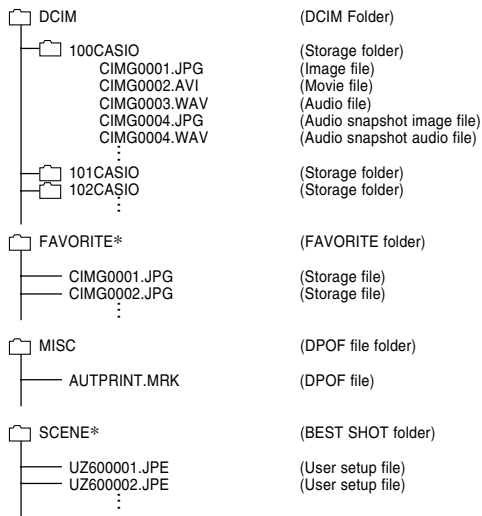 DCIM (DCIM Folder)
100CASIO (Storage folder)
CIMG0001.JPG (Image file)
CIMG0002.AVI (Movie file)
CIMG0003.WAV (Audio file)
CIMG0004.JPG (Audio snapshot image file)
CIMG0004.WAV (Audio snapshot audio file)
101CASIO (Storage folder)
102CASIO (Storage folder)
FAVORITE* (FAVORITE folder)
CIMG0001.JPG (Storage file)
CIMG0002.JPG (Storage file)
MISC (DPOF file folder)
AUTPRINT.MRK (DPOF file)
SCENE* (BEST SHOT folder)
UZ600001.JPE (User setup file)
UZ600002.JPE (User setup file)